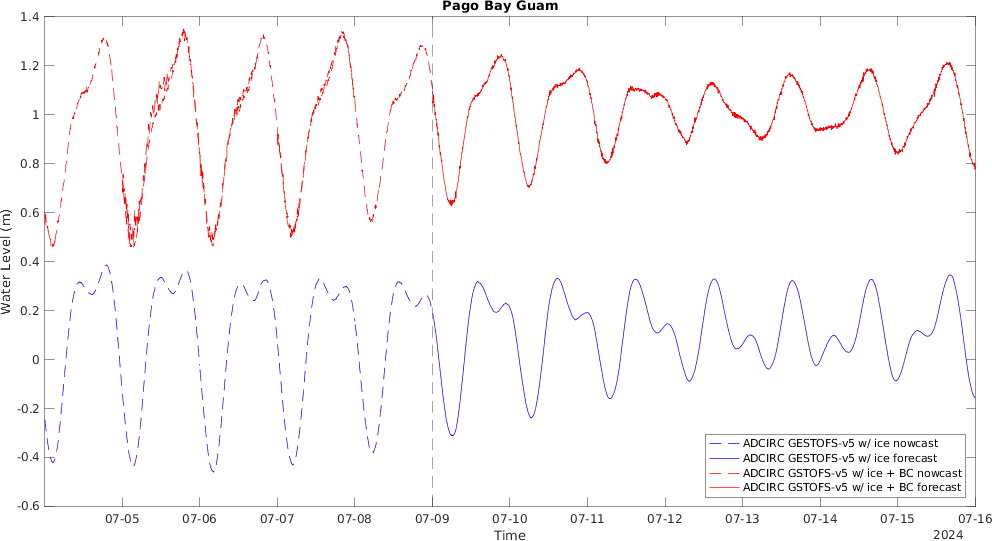 Pago Bay Guam
1.4
1.2
1
0.8
0.6
0.4
0.2
0
-0.2
-0.4
-0.6
Water Level (m)
ADCIRC GESTOFS-v5 w/ ice nowcast
ADCIRC GESTOFS-v5 w/ ice forecast
ADCIRC GSTOFS-v5 w/ ice + BC nowcast
ADCIRC GSTOFS-v5 w/ ice + BC forecast
07-05 07-06 07-07 07-08 07-09 07-10 07-11 07-12 07-13 07-14 07-15 07-16
Time
2024